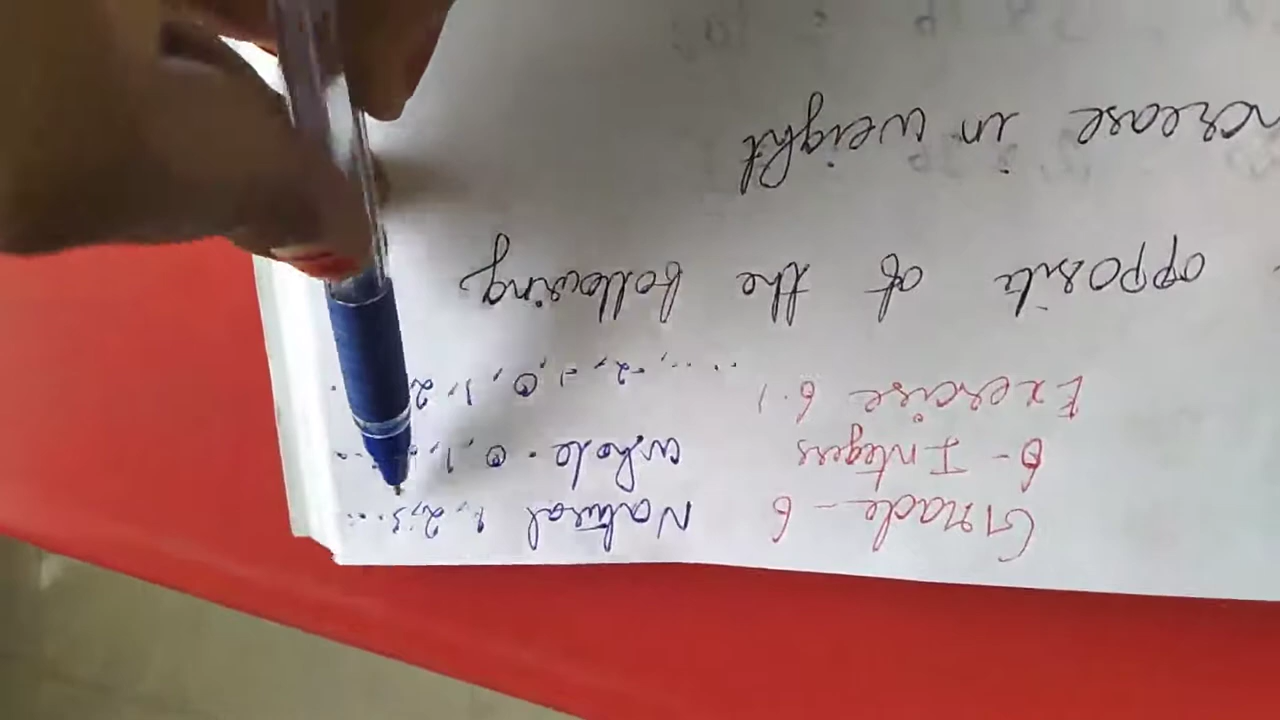 Grade - 6 Natural 1, 2, 3 ....
6 - Integers whole . 0, 1,
Exercise 6.1 ...., -2, -1, 0, 1, 2
opposite of the following
ncrease in weight